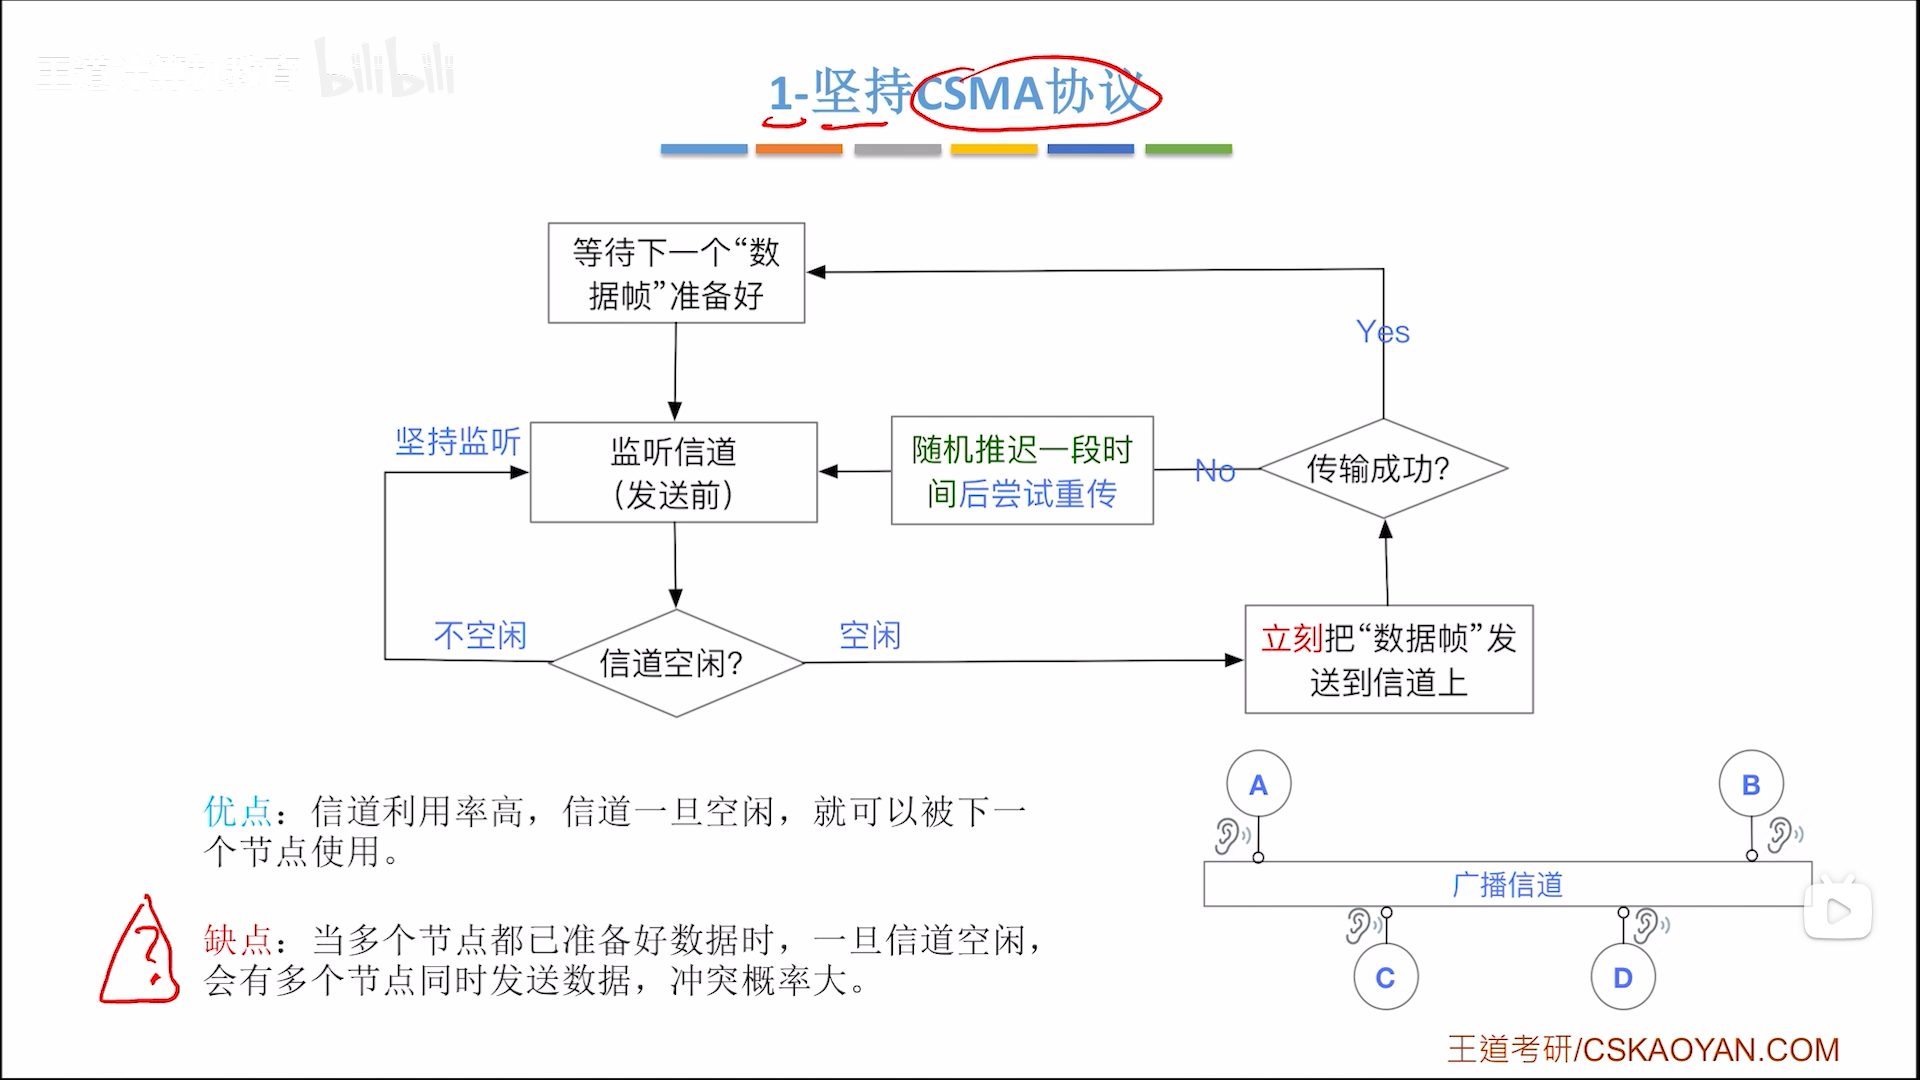 王道计算机教育 bilibili
1-坚持CSMA协议
等待下一个“数
据帧”准备好
Yes
坚持监听
监听信道
（发送前）
随机推迟一段时
间后尝试重传
No
传输成功？
不空闲
信道空闲？
空闲
立刻把“数据帧”发
送到信道上
优点：信道利用率高，信道一旦空闲，就可以被下一
个节点使用。
缺点：当多个节点都已准备好数据时，一旦信道空闲，
会有多个节点同时发送数据，冲突概率大。
?
A
B
广播信道
C
D
王道考研/CSKAOYAN.COM